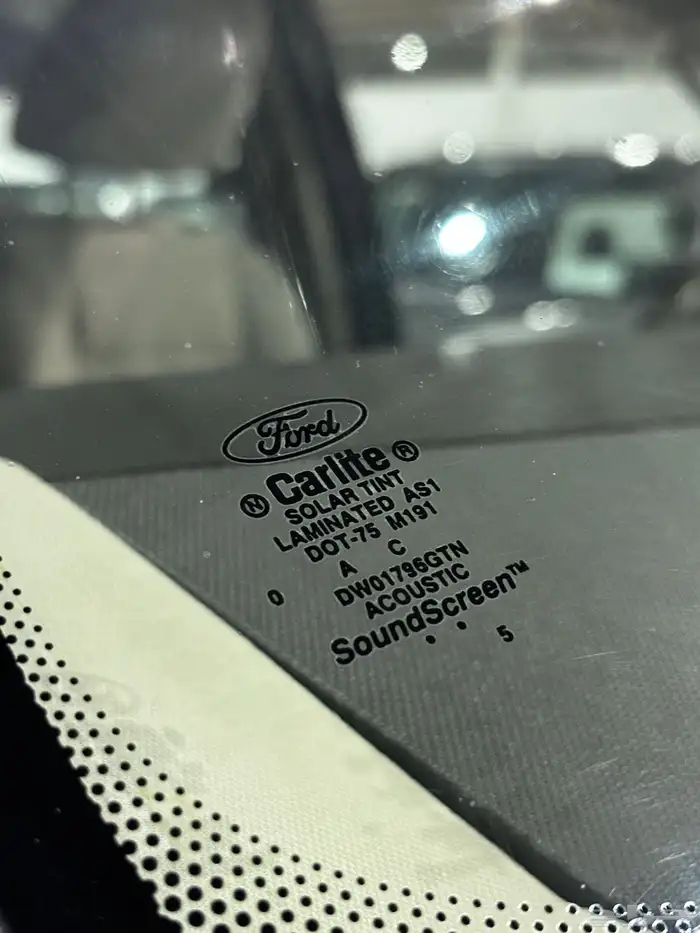 Ford
N Carlite ®
SOLAR TINT
LAMINATED AS1
DOT-75 M191
A C
0 DW01796GTN
ACOUSTIC
SoundScreen™
. . 5